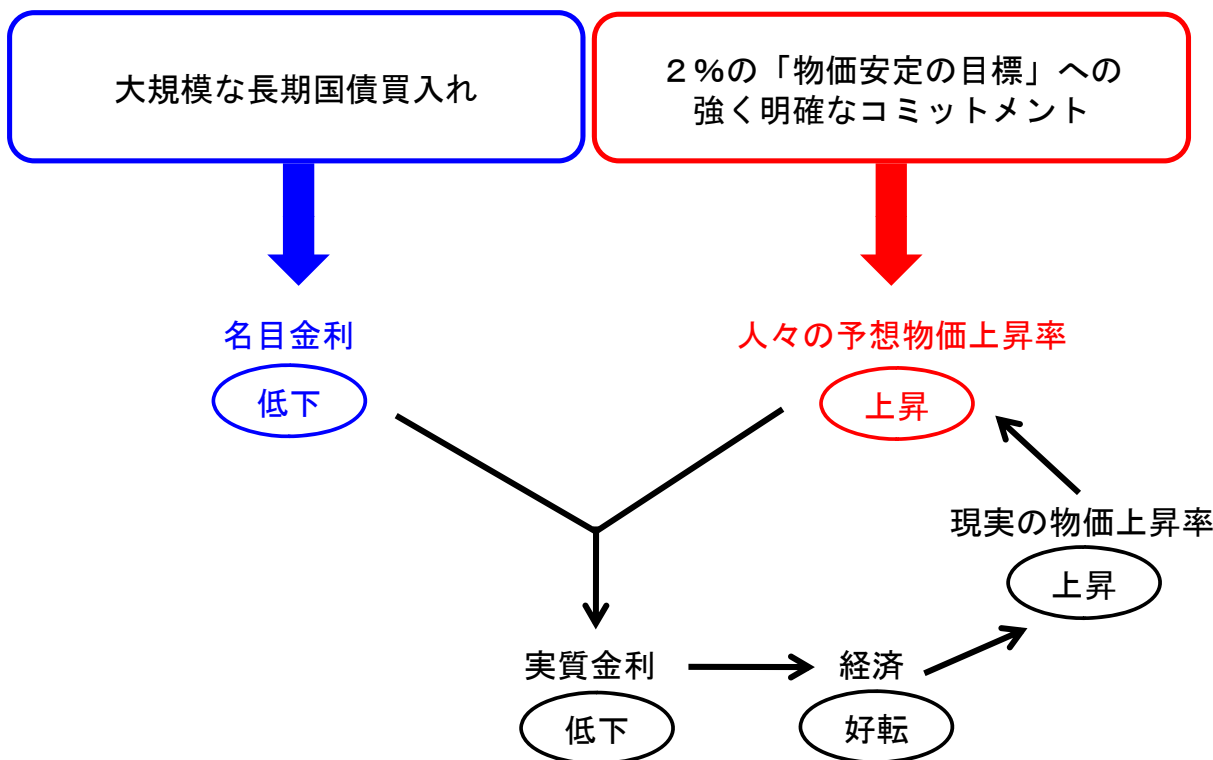 大規模な長期国債買入れ
２％の「物価安定の目標」への
強く明確なコミットメント
名目金利
低下
人々の予想物価上昇率
上昇
現実の物価上昇率
上昇
実質金利
低下
経済
好転